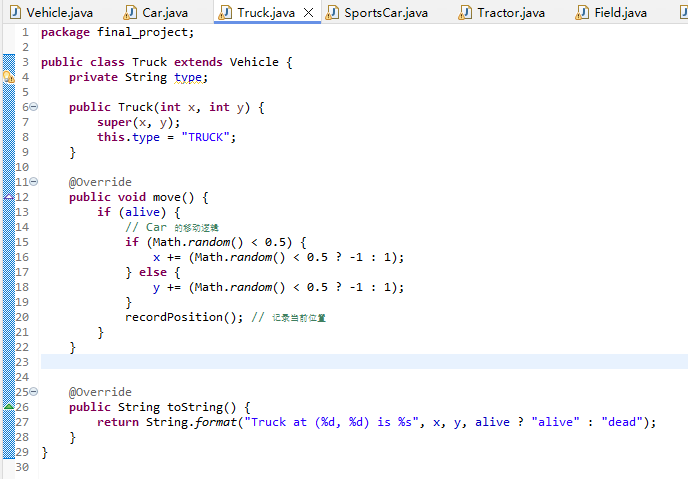 Vehicle.java Car.java Truck.java SportsCar.java Tractor.java Field.java
1 package final_project;
2
3 public class Truck extends Vehicle {
4 private String type;
5
6 public Truck(int x, int y) {
7 super(x, y);
8 this.type = "TRUCK";
9 }
10
11 @Override
12 public void move() {
13 if (alive) {
14 // Car 的移动逻辑
15 if (Math.random() < 0.5) {
16 x += (Math.random() < 0.5 ? -1 : 1);
17 } else {
18 y += (Math.random() < 0.5 ? -1 : 1);
19 }
20 recordPosition(); // 记录当前位置
21 }
22 }
23
24
25 @Override
26 public String toString() {
27 return String.format("Truck at (%d, %d) is %s", x, y, alive ? "alive" : "dead");
28 }
29 }
30